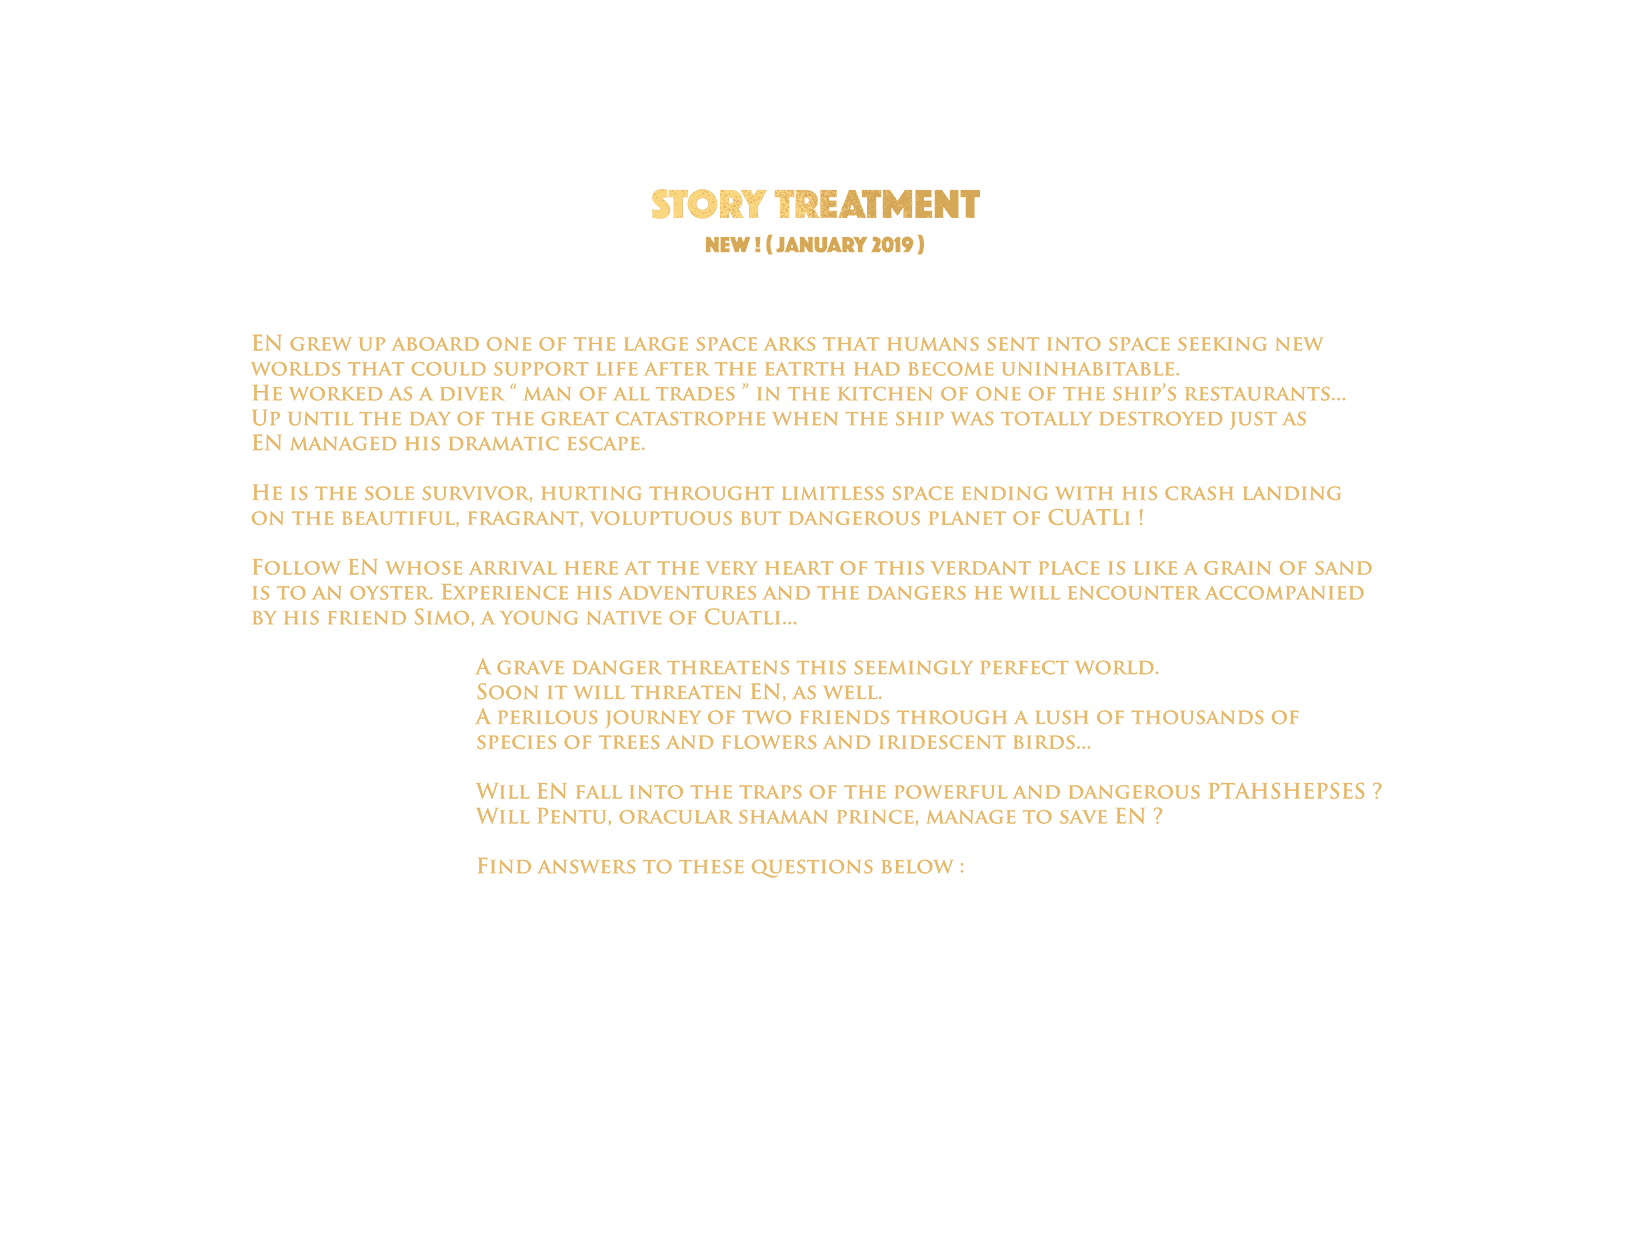 STORY TREATMENT
NEW ! ( JANUARY 2019 )
EN GREW UP ABOARD ONE OF THE LARGE SPACE ARKS THAT HUMANS SENT INTO SPACE SEEKING NEW
WORLDS THAT COULD SUPPORT LIFE AFTER THE EATRTH HAD BECOME UNINHABITABLE.
HE WORKED AS A DIVER “ MAN OF ALL TRADES ” IN THE KITCHEN OF ONE OF THE SHIP’S RESTAURANTS...
UP UNTIL THE DAY OF THE GREAT CATASTROPHE WHEN THE SHIP WAS TOTALLY DESTROYED JUST AS
EN MANAGED HIS DRAMATIC ESCAPE.
HE IS THE SOLE SURVIVOR, HURTING THROUGHT LIMITLESS SPACE ENDING WITH HIS CRASH LANDING
ON THE BEAUTIFUL, FRAGRANT, VOLUPTUOUS BUT DANGEROUS PLANET OF CUATLI !
FOLLOW EN WHOSE ARRIVAL HERE AT THE VERY HEART OF THIS VERDANT PLACE IS LIKE A GRAIN OF SAND
IS TO AN OYSTER. EXPERIENCE HIS ADVENTURES AND THE DANGERS HE WILL ENCOUNTER ACCOMPANIED
BY HIS FRIEND SIMO, A YOUNG NATIVE OF CUATLI...
A GRAVE DANGER THREATENS THIS SEEMINGLY PERFECT WORLD.
SOON IT WILL THREATEN EN, AS WELL.
A PERILOUS JOURNEY OF TWO FRIENDS THROUGH A LUSH OF THOUSANDS OF
SPECIES OF TREES AND FLOWERS AND IRIDESCENT BIRDS...
WILL EN FALL INTO THE TRAPS OF THE POWERFUL AND DANGEROUS PTAHSHEPSES ?
WILL PENTU, ORACULAR SHAMAN PRINCE, MANAGE TO SAVE EN ?
FIND ANSWERS TO THESE QUESTIONS BELOW :